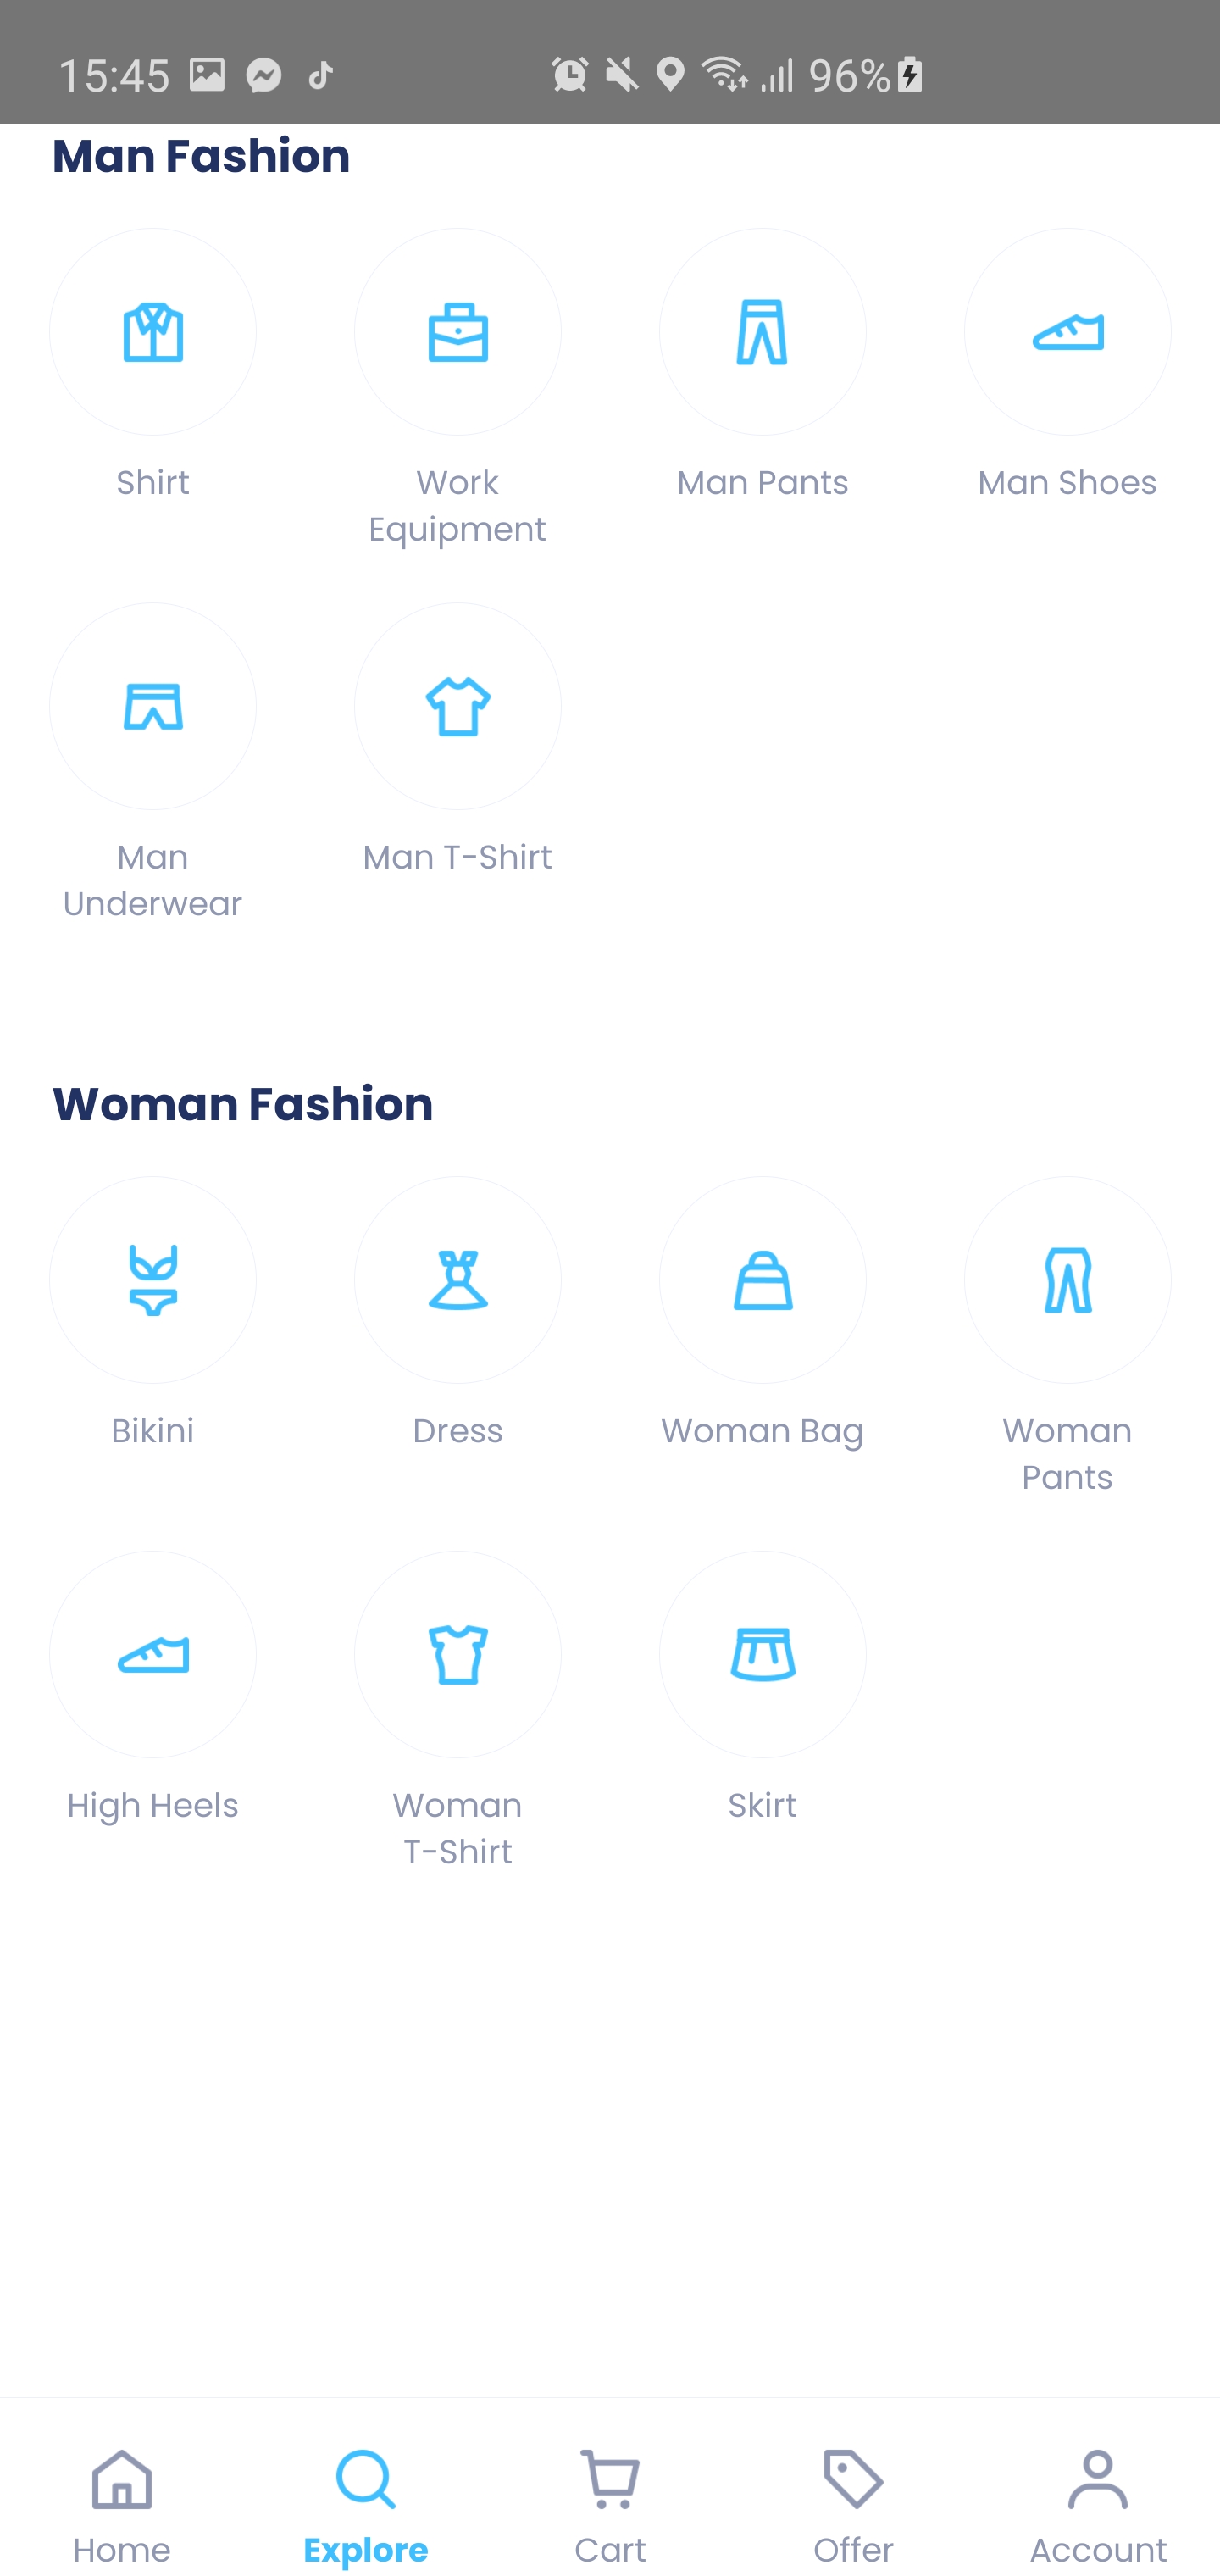 15:45 96%
Man Fashion
Shirt
Work
Equipment
Man Pants
Man Shoes
Man
Underwear
Man T-Shirt
Woman Fashion
Bikini
Dress
Woman Bag
Woman
Pants
High Heels
Woman
T-Shirt
Skirt
Home
Explore
Cart
Offer
Account